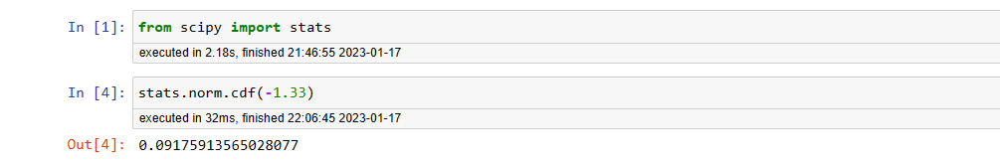 In [1]: from scipy import stats
executed in 2.18s, finished 21:46:55 2023-01-17
In [4]: stats.norm.cdf(-1.33)
executed in 32ms, finished 22:06:45 2023-01-17
Out[4]: 0.09175913565028077